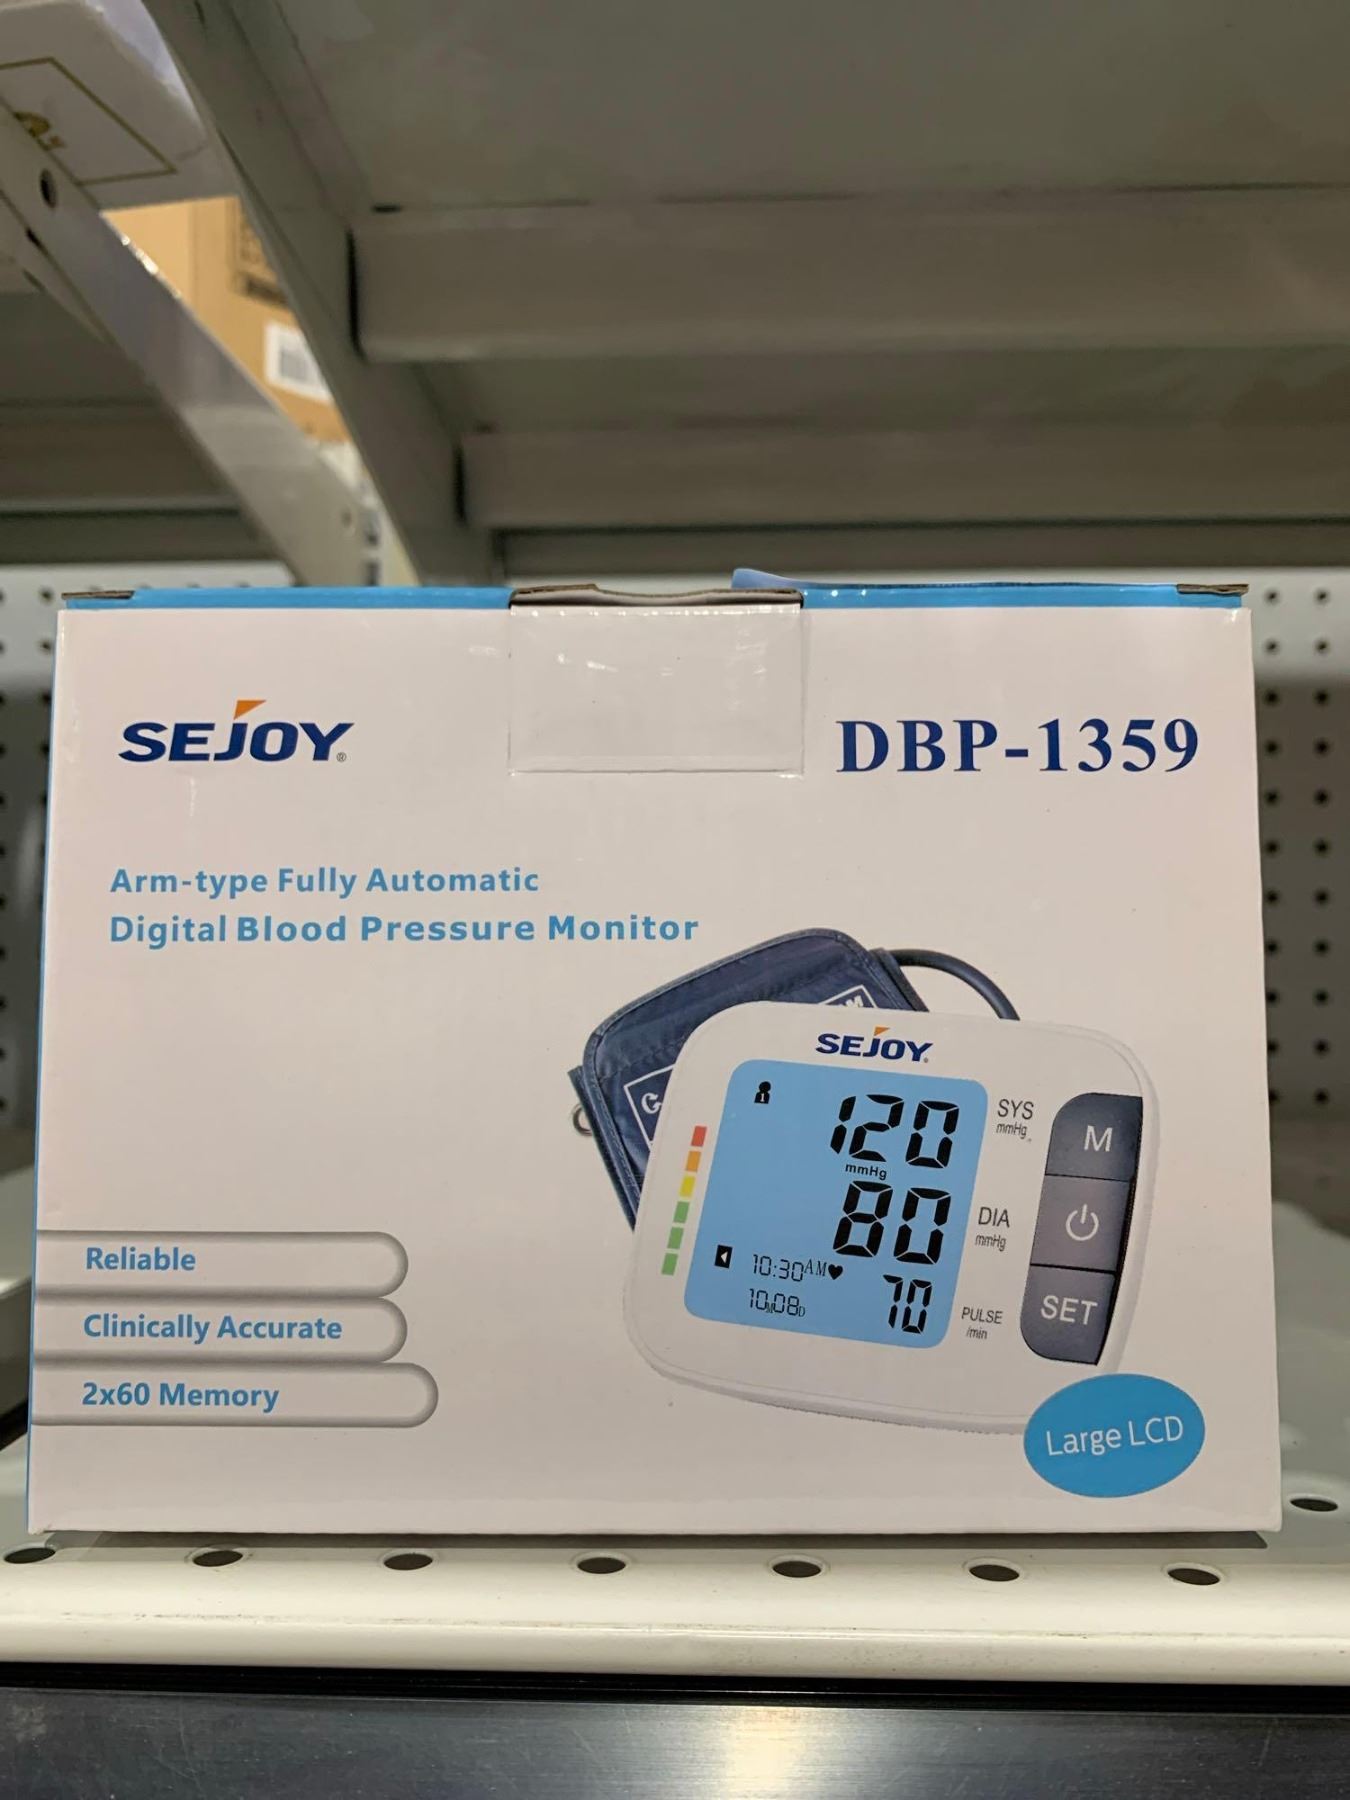 SEJOY®
DBP-1359
Arm-type Fully Automatic
Digital Blood Pressure Monitor
SEJOY
1
120
SYS
mmHg
mmHg
80
DIA
mmHg
10:30AM
10M08D
70
PULSE
/min
M
SET
Reliable
Clinically Accurate
2x60 Memory
Large LCD